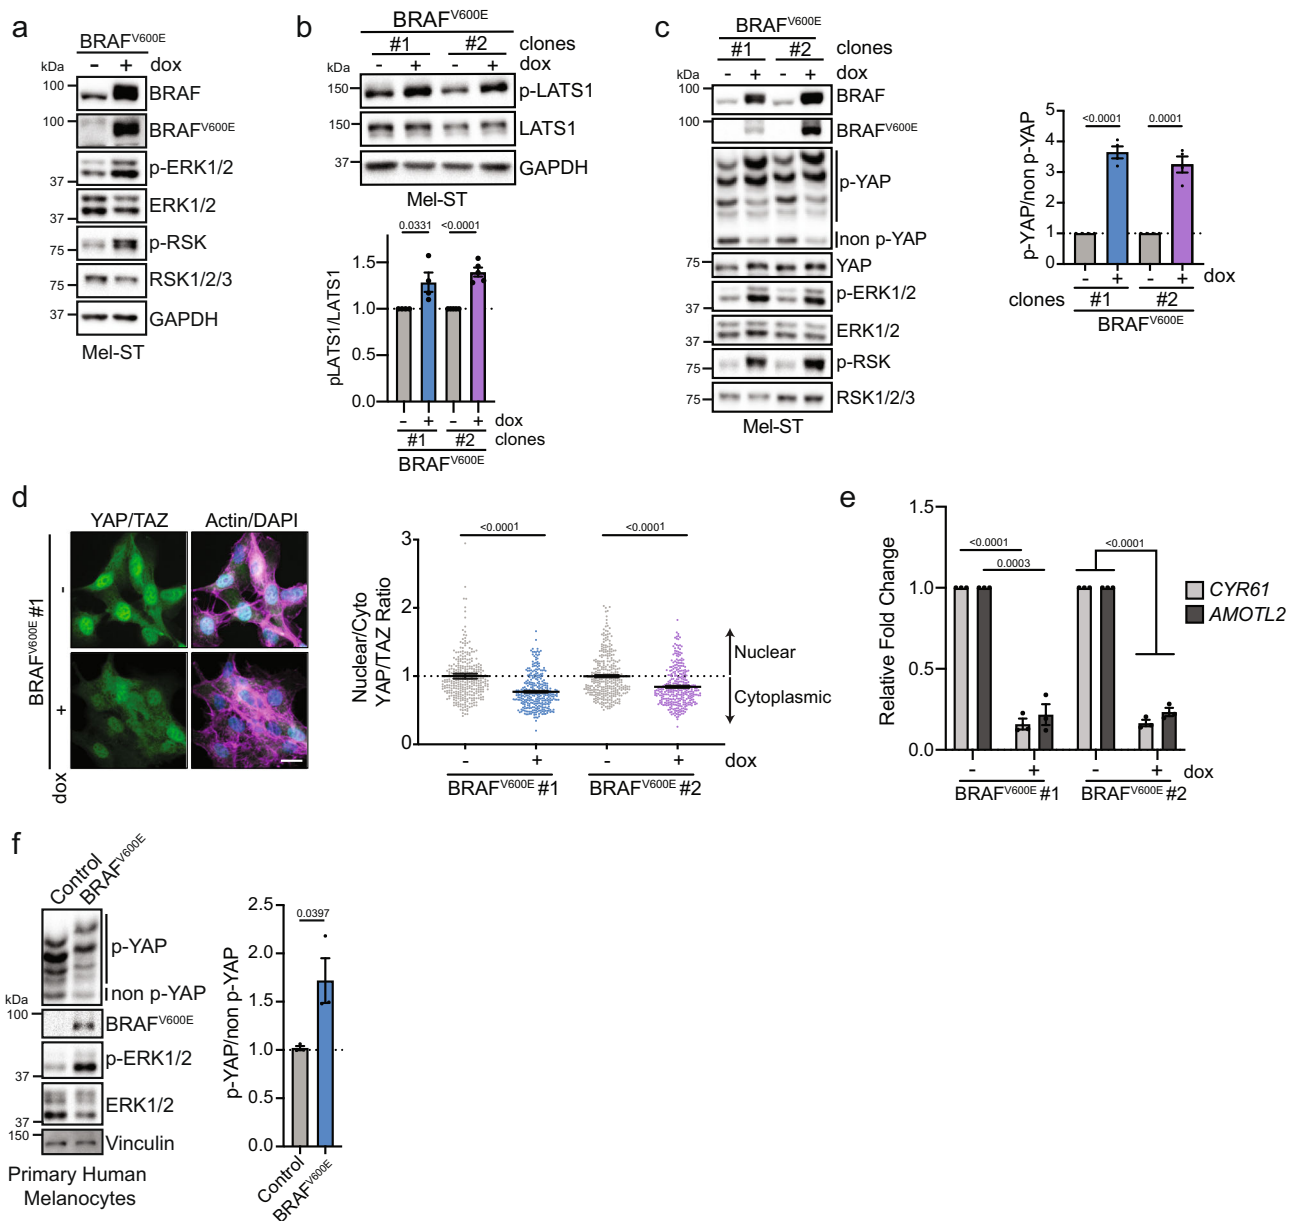 a
BRAFV600E
kDa - + dox
100 BRAF
100 BRAFV600E
p-ERK1/2
37
ERK1/2
37
p-RSK
75
RSK1/2/3
75
37 GAPDH
Mel-ST
b
BRAFV600E
#1 #2 clones
kDa - + - + dox
150 p-LATS1
150 LATS1
37 GAPDH
Mel-ST
0.0331 <0.0001
pLATS1/LATS1
1.5
1.0
0.5
0.0
- + - + dox
#1 #2 clones
BRAFV600E
c
BRAFV600E
#1 #2 clones
kDa - + - + dox
100 BRAF
100 BRAFV600E
p-YAP
non p-YAP
75 YAP
p-ERK1/2
37
ERK1/2
37
p-RSK
75
75 RSK1/2/3
Mel-ST
<0.0001 0.0001
p-YAP/non p-YAP
5
4
3
2
1
0
- + - + dox
clones #1 #2
BRAFV600E
d
YAP/TAZ Actin/DAPI
BRAFV600E #1
-
+
dox
<0.0001 <0.0001
Nuclear/Cyto
YAP/TAZ Ratio
3
2
1
0
Nuclear
Cytoplasmic
- + - + dox
BRAFV600E #1 BRAFV600E #2
e
Relative Fold Change
1.5
1.0
0.5
0.0
<0.0001
0.0003
<0.0001
CYR61
AMOTL2
- + - + dox
BRAFV600E #1 BRAFV600E #2
f
Control
BRAFV600E
p-YAP
non p-YAP
kDa
100
BRAFV600E
p-ERK1/2
37
ERK1/2
37
150
Vinculin
Primary Human
Melanocytes
0.0397
p-YAP/non p-YAP
2.5
2.0
1.5
1.0
0.5
0.0
Control
BRAFV600E